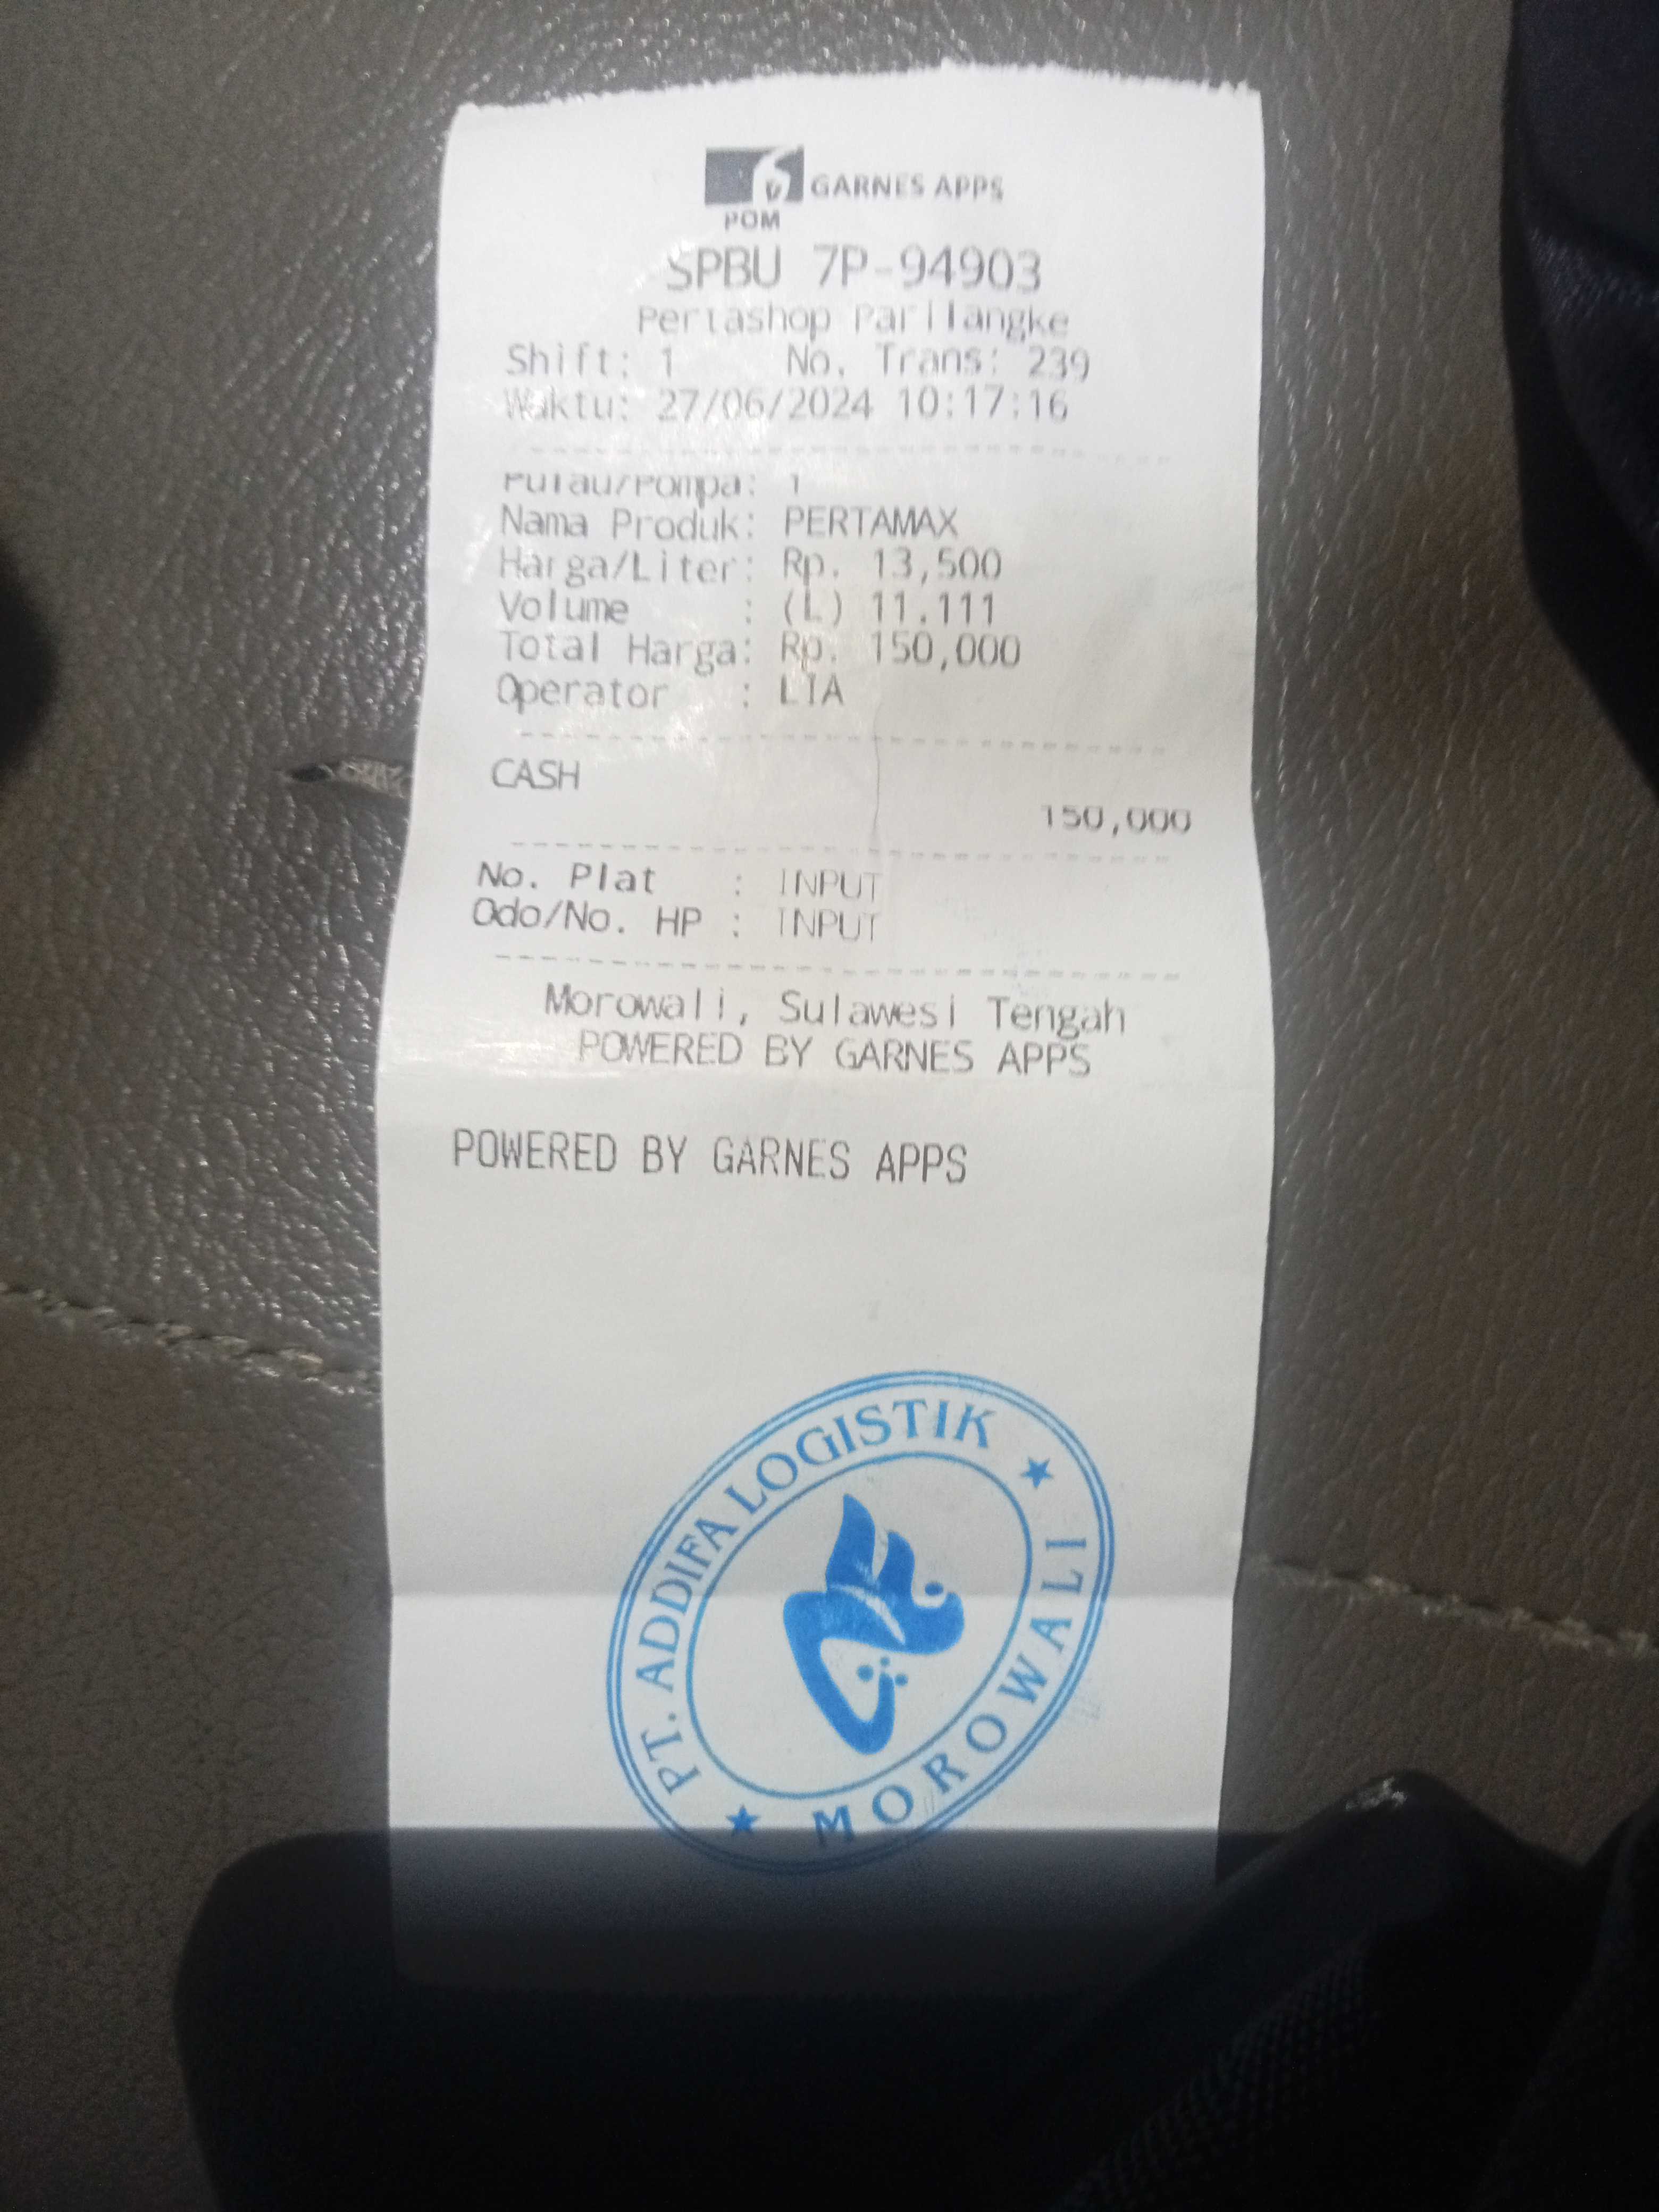 POM GARNES APPS
SPBU 7P-94903
Pertashop Parilangke
Shift: 1 No. Trans: 239
Waktu: 27/06/2024 10:17:16
Pulau/Pompa: 1
Nama Produk: PERTAMAX
Harga/Liter: Rp. 13,500
Volume : (L) 11.111
Total Harga: Rp. 150,000
Operator : LIA
CASH
150,000
No. Plat : INPUT
Odo/No. HP : INPUT
Morowali, Sulawesi Tengah
POWERED BY GARNES APPS
POWERED BY GARNES APPS
PT. ADDIFA LOGISTIK
MOROWALI